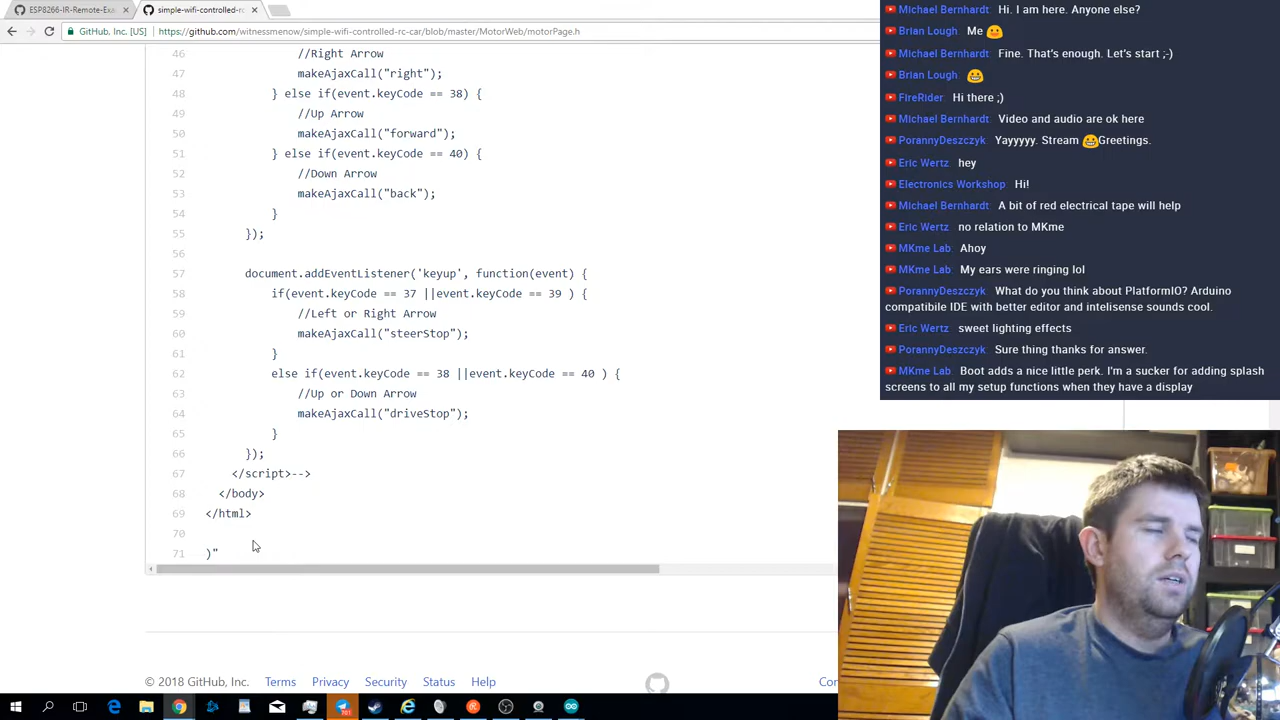 ESP8266-IR-Remote-Exa
simple-wifi-controlled-rc
GitHub, Inc. [US]
https://github.com/witnessmenow/simple-wifi-controlled-rc-car/blob/master/MotorWeb/motorPage.h
46 //Right Arrow
47 makeAjaxCall("right");
48 } else if(event.keyCode == 38) {
49 //Up Arrow
50 makeAjaxCall("forward");
51 } else if(event.keyCode == 40) {
52 //Down Arrow
53 makeAjaxCall("back");
54 }
55 });
56
57 document.addEventListener('keyup', function(event) {
58 if(event.keyCode == 37 ||event.keyCode == 39 ) {
59 //Left or Right Arrow
60 makeAjaxCall("steerStop");
61 }
62 else if(event.keyCode == 38 ||event.keyCode == 40 ) {
63 //Up or Down Arrow
64 makeAjaxCall("driveStop");
65 }
66 });
67 </script>-->
68 </body>
69 </html>
70
71 )"
© 2018 GitHub, Inc. Terms Privacy Security Status Help
Michael Bernhardt Hi. I am here. Anyone else?
Brian Lough Me
Michael Bernhardt Fine. That's enough. Let's start ;-)
Brian Lough
FireRider Hi there ;)
Michael Bernhardt Video and audio are ok here
PorannyDeszczyk Yayyyyy. Stream Greetings.
Eric Wertz hey
Electronics Workshop Hi!
Michael Bernhardt A bit of red electrical tape will help
Eric Wertz no relation to MKme
MKme Lab Ahoy
MKme Lab My ears were ringing lol
PorannyDeszczyk What do you think about PlatformIO? Arduino
compatibile IDE with better editor and intelisense sounds cool.
Eric Wertz sweet lighting effects
PorannyDeszczyk Sure thing thanks for answer.
MKme Lab Boot adds a nice little perk. I'm a sucker for adding splash
screens to all my setup functions when they have a display